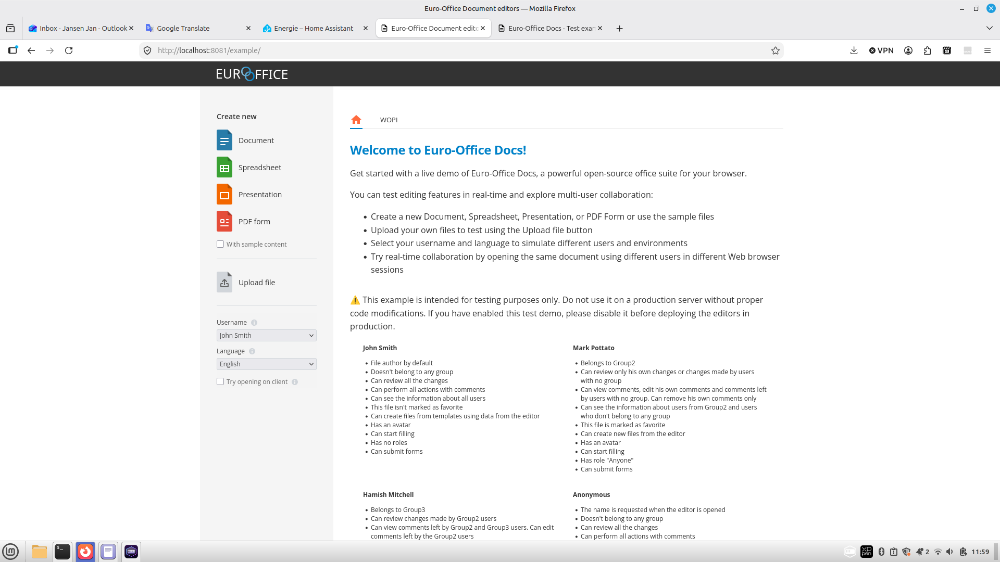 Euro-Office Document editors — Mozilla Firefox
Inbox - Jansen Jan - Outlook
Google Translate
Energie – Home Assistant
Euro-Office Document edito
Euro-Office Docs - Test exam
http://localhost:8081/example/
VPN
EUROOFFICE
Create new
Document
Spreadsheet
Presentation
PDF form
With sample content
Upload file
Username
John Smith
Language
English
Try opening on client
WOPI
Welcome to Euro-Office Docs!
Get started with a live demo of Euro-Office Docs, a powerful open-source office suite for your browser.
You can test editing features in real-time and explore multi-user collaboration:
• Create a new Document, Spreadsheet, Presentation, or PDF Form or use the sample files
• Upload your own files to test using the Upload file button
• Select your username and language to simulate different users and environments
• Try real-time collaboration by opening the same document using different users in different Web browser
sessions
⚠️ This example is intended for testing purposes only. Do not use it on a production server without proper
code modifications. If you have enabled this test demo, please disable it before deploying the editors in
production.
John Smith
• File author by default
• Doesn't belong to any group
• Can review all the changes
• Can perform all actions with comments
• Can see the information about all users
• This file isn't marked as favorite
• Can create files from templates using data from the editor
• Has an avatar
• Can start filling
• Has no roles
• Can submit forms
Mark Pottato
• Belongs to Group2
• Can review only his own changes or changes made by users
with no group
• Can view comments, edit his own comments and comments left
by users with no group. Can remove his own comments only
• Can see the information about users from Group2 and users
who don't belong to any group
• This file is marked as favorite
• Can create new files from the editor
• Has an avatar
• Can start filling
• Has role "Anyone"
• Can submit forms
Hamish Mitchell
• Belongs to Group3
• Can review changes made by Group2 users
• Can view comments left by Group2 and Group3 users. Can edit
comments left by the Group2 users
Anonymous
• The name is requested when the editor is opened
• Doesn't belong to any group
• Can review all the changes
• Can perform all actions with comments
XP
pen
2
11:59